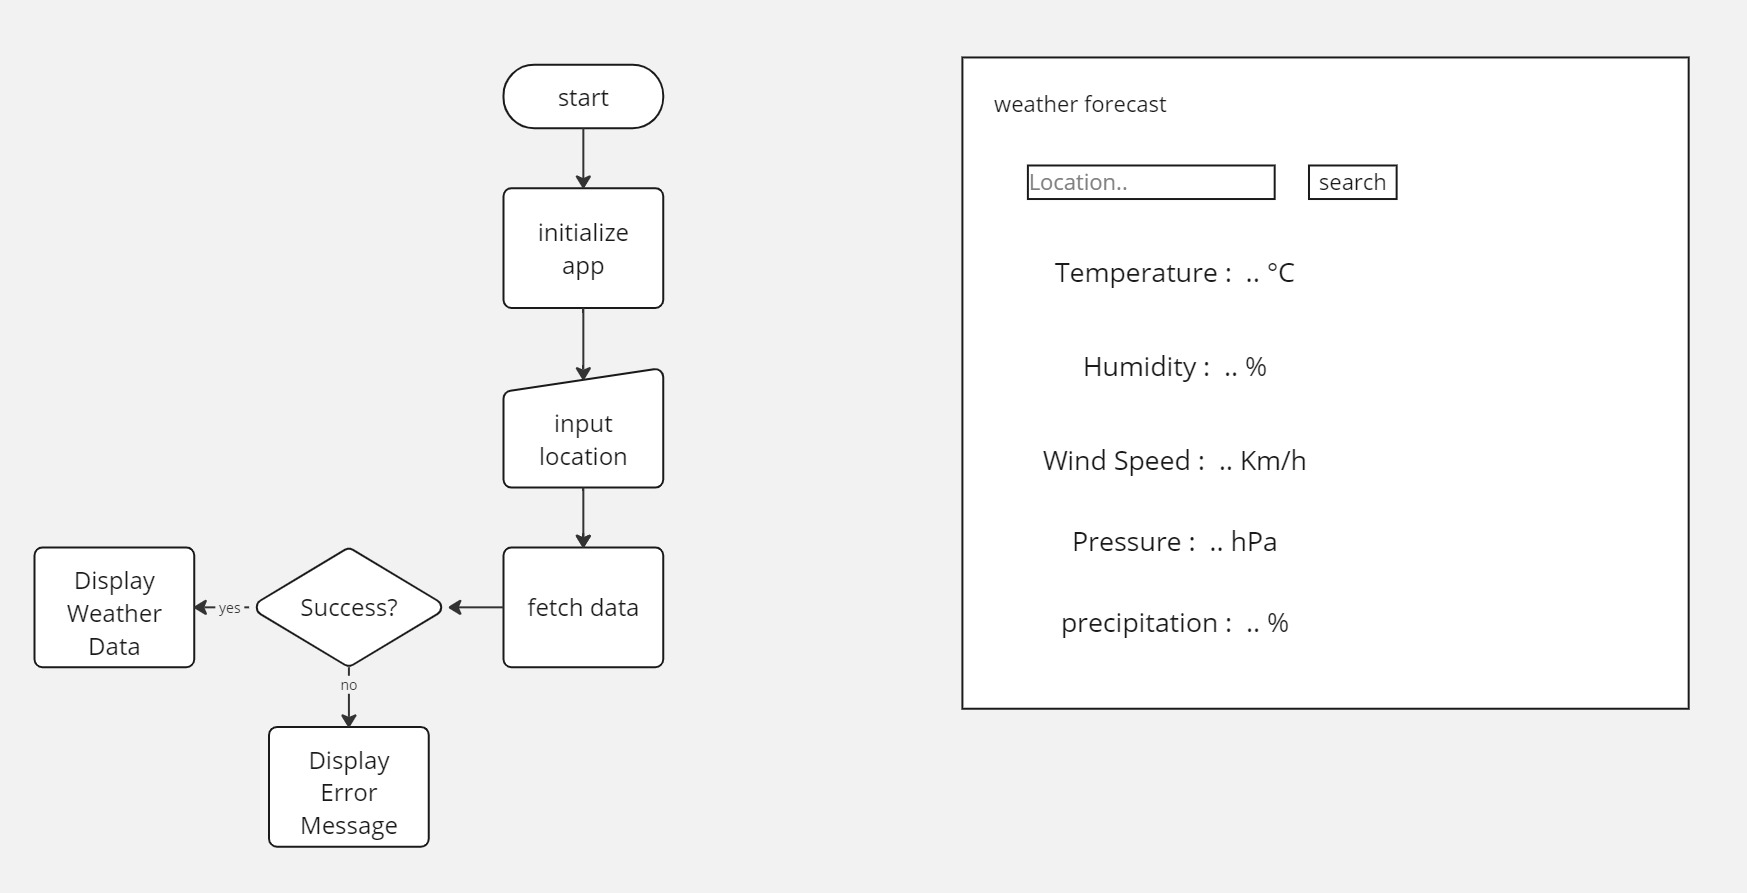 start
initialize
app
input
location
fetch data
Success?
yes
Display
Weather
Data
no
Display
Error
Message
weather forecast
Location.. search
Temperature :  .. °C
Humidity :  .. %
Wind Speed :  .. Km/h
Pressure :  .. hPa
precipitation :  .. %